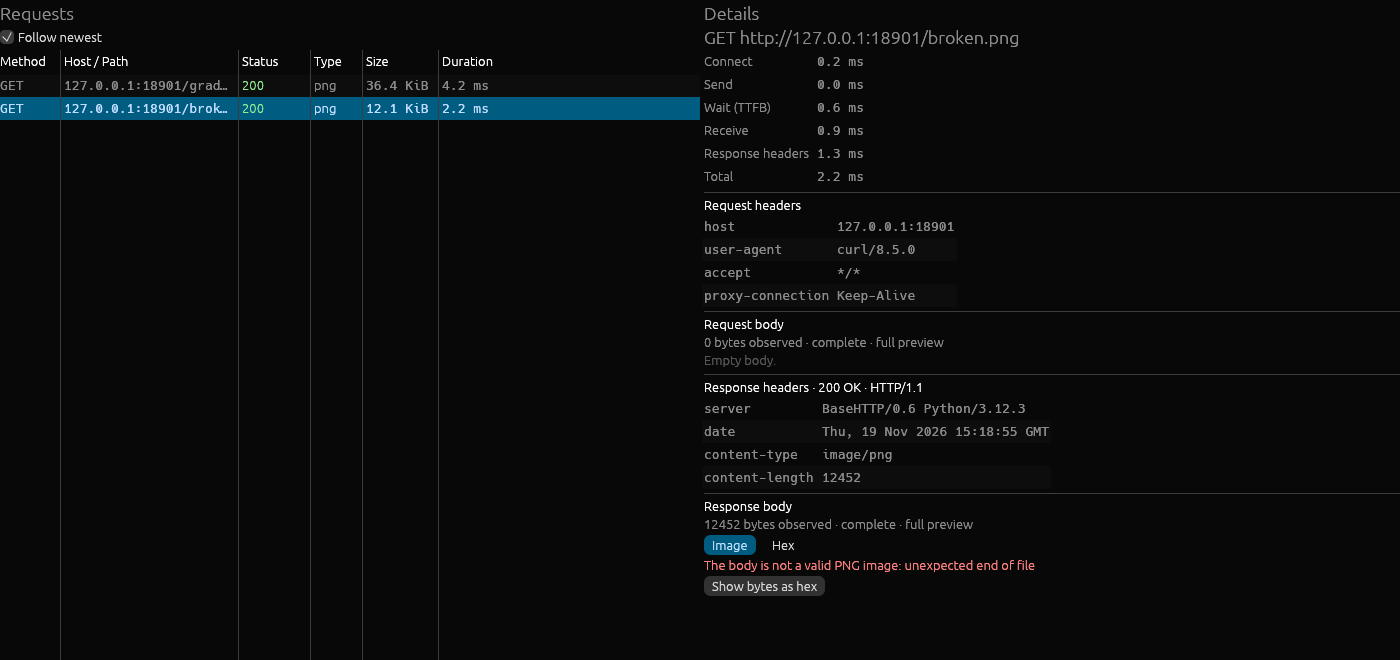 Requests
Follow newest
Method Host / Path Status Type Size Duration
GET 127.0.0.1:18901/grad… 200 png 36.4 KiB 4.2 ms
GET 127.0.0.1:18901/brok… 200 png 12.1 KiB 2.2 ms
Details
GET http://127.0.0.1:18901/broken.png
Connect 0.2 ms
Send 0.0 ms
Wait (TTFB) 0.6 ms
Receive 0.9 ms
Response headers 1.3 ms
Total 2.2 ms
Request headers
host 127.0.0.1:18901
user-agent curl/8.5.0
accept */*
proxy-connection Keep-Alive
Request body
0 bytes observed · complete · full preview
Empty body.
Response headers · 200 OK · HTTP/1.1
server BaseHTTP/0.6 Python/3.12.3
date Thu, 19 Nov 2026 15:18:55 GMT
content-type image/png
content-length 12452
Response body
12452 bytes observed · complete · full preview
Image Hex
The body is not a valid PNG image: unexpected end of file
Show bytes as hex